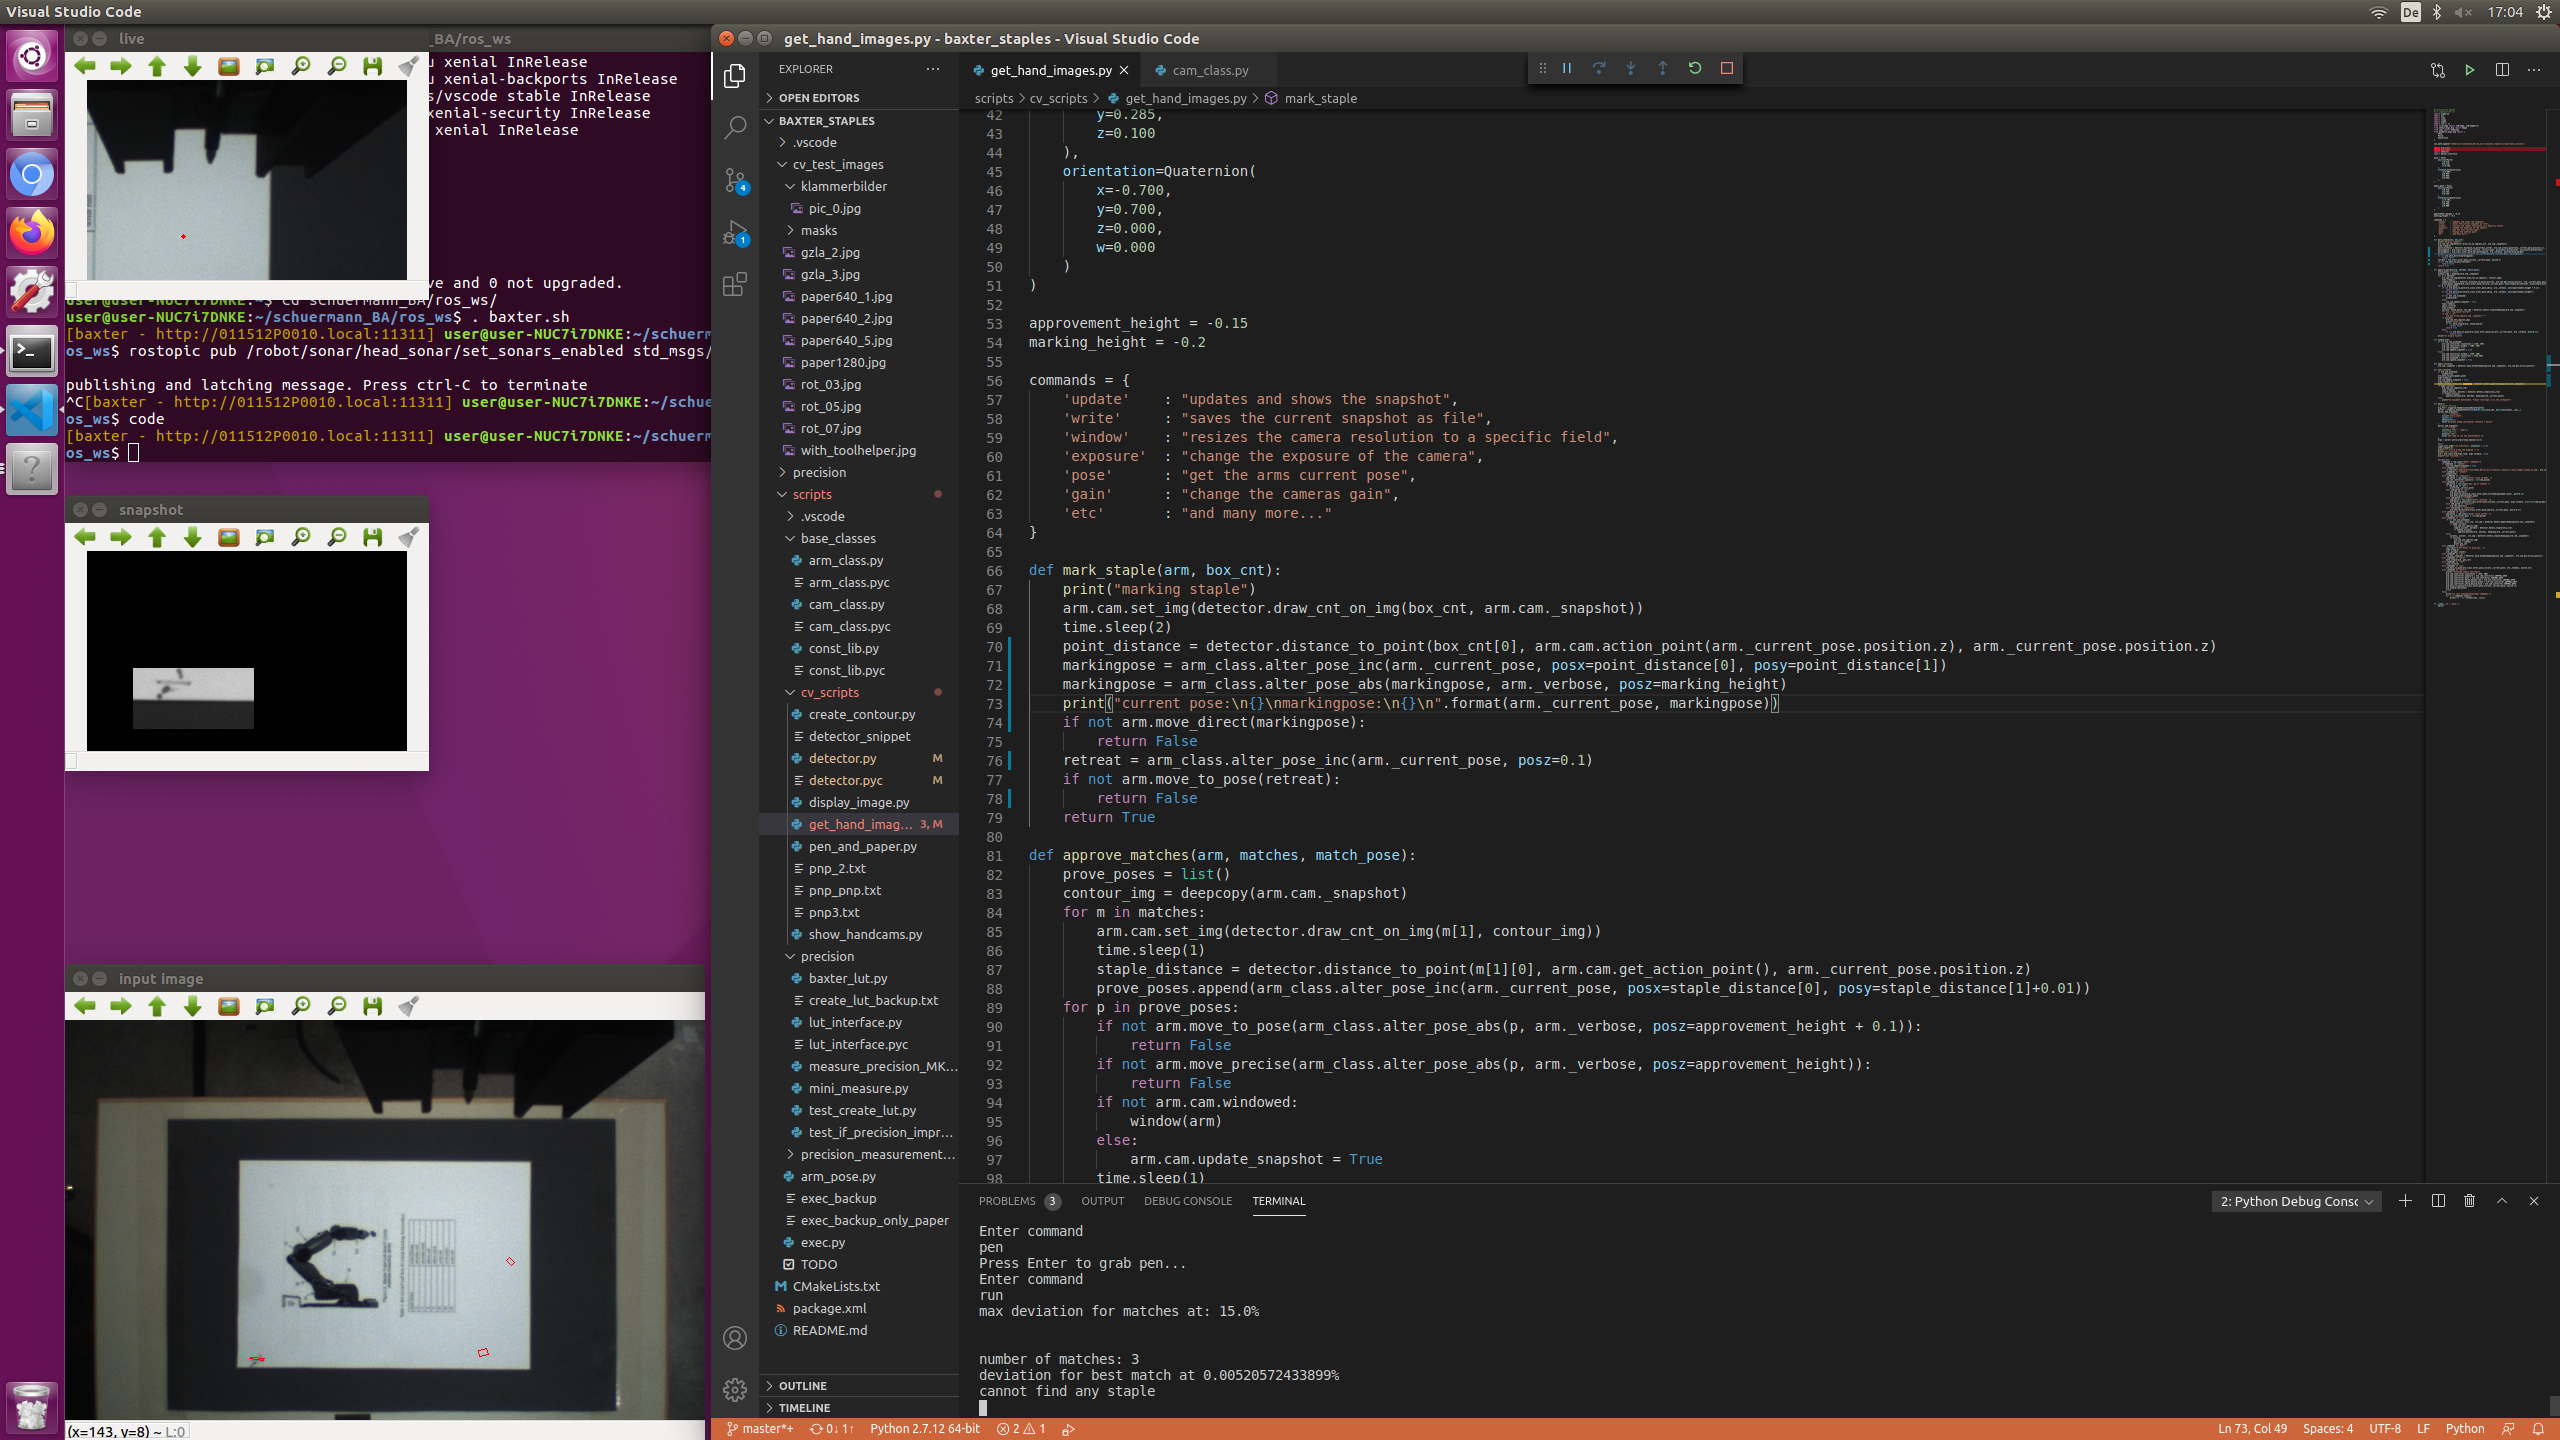 Visual Studio Code
De
17:04
live
_BA/ros_ws
u xenial InRelease
u xenial-backports InRelease
s/vscode stable InRelease
xenial-security InRelease
xenial InRelease
ve and 0 not upgraded.
user@user-NUC7i7DNKE:~$ cd schuermann_BA/ros_ws/
user@user-NUC7i7DNKE:~/schuermann_BA/ros_ws$ . baxter.sh
[baxter - http://011512P0010.local:11311] user@user-NUC7i7DNKE:~/schuerm
os_ws$ rostopic pub /robot/sonar/head_sonar/set_sonars_enabled std_msgs/
publishing and latching message. Press ctrl-C to terminate
^C[baxter - http://011512P0010.local:11311] user@user-NUC7i7DNKE:~/schue
os_ws$ code
[baxter - http://011512P0010.local:11311] user@user-NUC7i7DNKE:~/schuerm
os_ws$
snapshot
input image
(x=143, y=8) ~ L:0
get_hand_images.py - baxter_staples - Visual Studio Code
EXPLORER
OPEN EDITORS
BAXTER_STAPLES
.vscode
cv_test_images
klammerbilder
pic_0.jpg
masks
gzla_2.jpg
gzla_3.jpg
paper640_1.jpg
paper640_2.jpg
paper640_5.jpg
paper1280.jpg
rot_03.jpg
rot_05.jpg
rot_07.jpg
with_toolhelper.jpg
precision
scripts
.vscode
base_classes
arm_class.py
arm_class.pyc
cam_class.py
cam_class.pyc
const_lib.py
const_lib.pyc
cv_scripts
create_contour.py
detector_snippet
detector.py M
detector.pyc M
display_image.py
get_hand_imag... 3, M
pen_and_paper.py
pnp_2.txt
pnp_pnp.txt
pnp3.txt
show_handcams.py
precision
baxter_lut.py
create_lut_backup.txt
lut_interface.py
lut_interface.pyc
measure_precision_MK...
mini_measure.py
test_create_lut.py
test_if_precision_impr...
precision_measurement...
arm_pose.py
exec_backup
exec_backup_only_paper
exec.py
TODO
CMakeLists.txt
package.xml
README.md
OUTLINE
TIMELINE
4
1
get_hand_images.py
cam_class.py
scripts > cv_scripts > get_hand_images.py > mark_staple
42 y=0.285,
43 z=0.100
44 ),
45 orientation=Quaternion(
46 x=-0.700,
47 y=0.700,
48 z=0.000,
49 w=0.000
50 )
51 )
52
53 approvement_height = -0.15
54 marking_height = -0.2
55
56 commands = {
57 'update' : "updates and shows the snapshot",
58 'write' : "saves the current snapshot as file",
59 'window' : "resizes the camera resolution to a specific field",
60 'exposure' : "change the exposure of the camera",
61 'pose' : "get the arms current pose",
62 'gain' : "change the cameras gain",
63 'etc' : "and many more..."
64 }
65
66 def mark_staple(arm, box_cnt):
67 print("marking staple")
68 arm.cam.set_img(detector.draw_cnt_on_img(box_cnt, arm.cam._snapshot))
69 time.sleep(2)
70 point_distance = detector.distance_to_point(box_cnt[0], arm.cam.action_point(arm._current_pose.position.z), arm._current_pose.position.z)
71 markingpose = arm_class.alter_pose_inc(arm._current_pose, posx=point_distance[0], posy=point_distance[1])
72 markingpose = arm_class.alter_pose_abs(markingpose, arm._verbose, posz=marking_height)
73 print("current pose:\n{}\nmarkingpose:\n{}\n".format(arm._current_pose, markingpose))
74 if not arm.move_direct(markingpose):
75 return False
76 retreat = arm_class.alter_pose_inc(arm._current_pose, posz=0.1)
77 if not arm.move_to_pose(retreat):
78 return False
79 return True
80
81 def approve_matches(arm, matches, match_pose):
82 prove_poses = list()
83 contour_img = deepcopy(arm.cam._snapshot)
84 for m in matches:
85 arm.cam.set_img(detector.draw_cnt_on_img(m[1], contour_img))
86 time.sleep(1)
87 staple_distance = detector.distance_to_point(m[1][0], arm.cam.get_action_point(), arm._current_pose.position.z)
88 prove_poses.append(arm_class.alter_pose_inc(arm._current_pose, posx=staple_distance[0], posy=staple_distance[1]+0.01))
89 for p in prove_poses:
90 if not arm.move_to_pose(arm_class.alter_pose_abs(p, arm._verbose, posz=approvement_height + 0.1)):
91 return False
92 if not arm.move_precise(arm_class.alter_pose_abs(p, arm._verbose, posz=approvement_height)):
93 return False
94 if not arm.cam.windowed:
95 window(arm)
96 else:
97 arm.cam.update_snapshot = True
98 time.sleep(1)
PROBLEMS 3 OUTPUT DEBUG CONSOLE TERMINAL
2: Python Debug Consc
Enter command
pen
Press Enter to grab pen...
Enter command
run
max deviation for matches at: 15.0%
number of matches: 3
deviation for best match at 0.00520572433899%
cannot find any staple
master*+ 0↓ 1↑ Python 2.7.12 64-bit 2 1
Ln 73, Col 49 Spaces: 4 UTF-8 LF Python